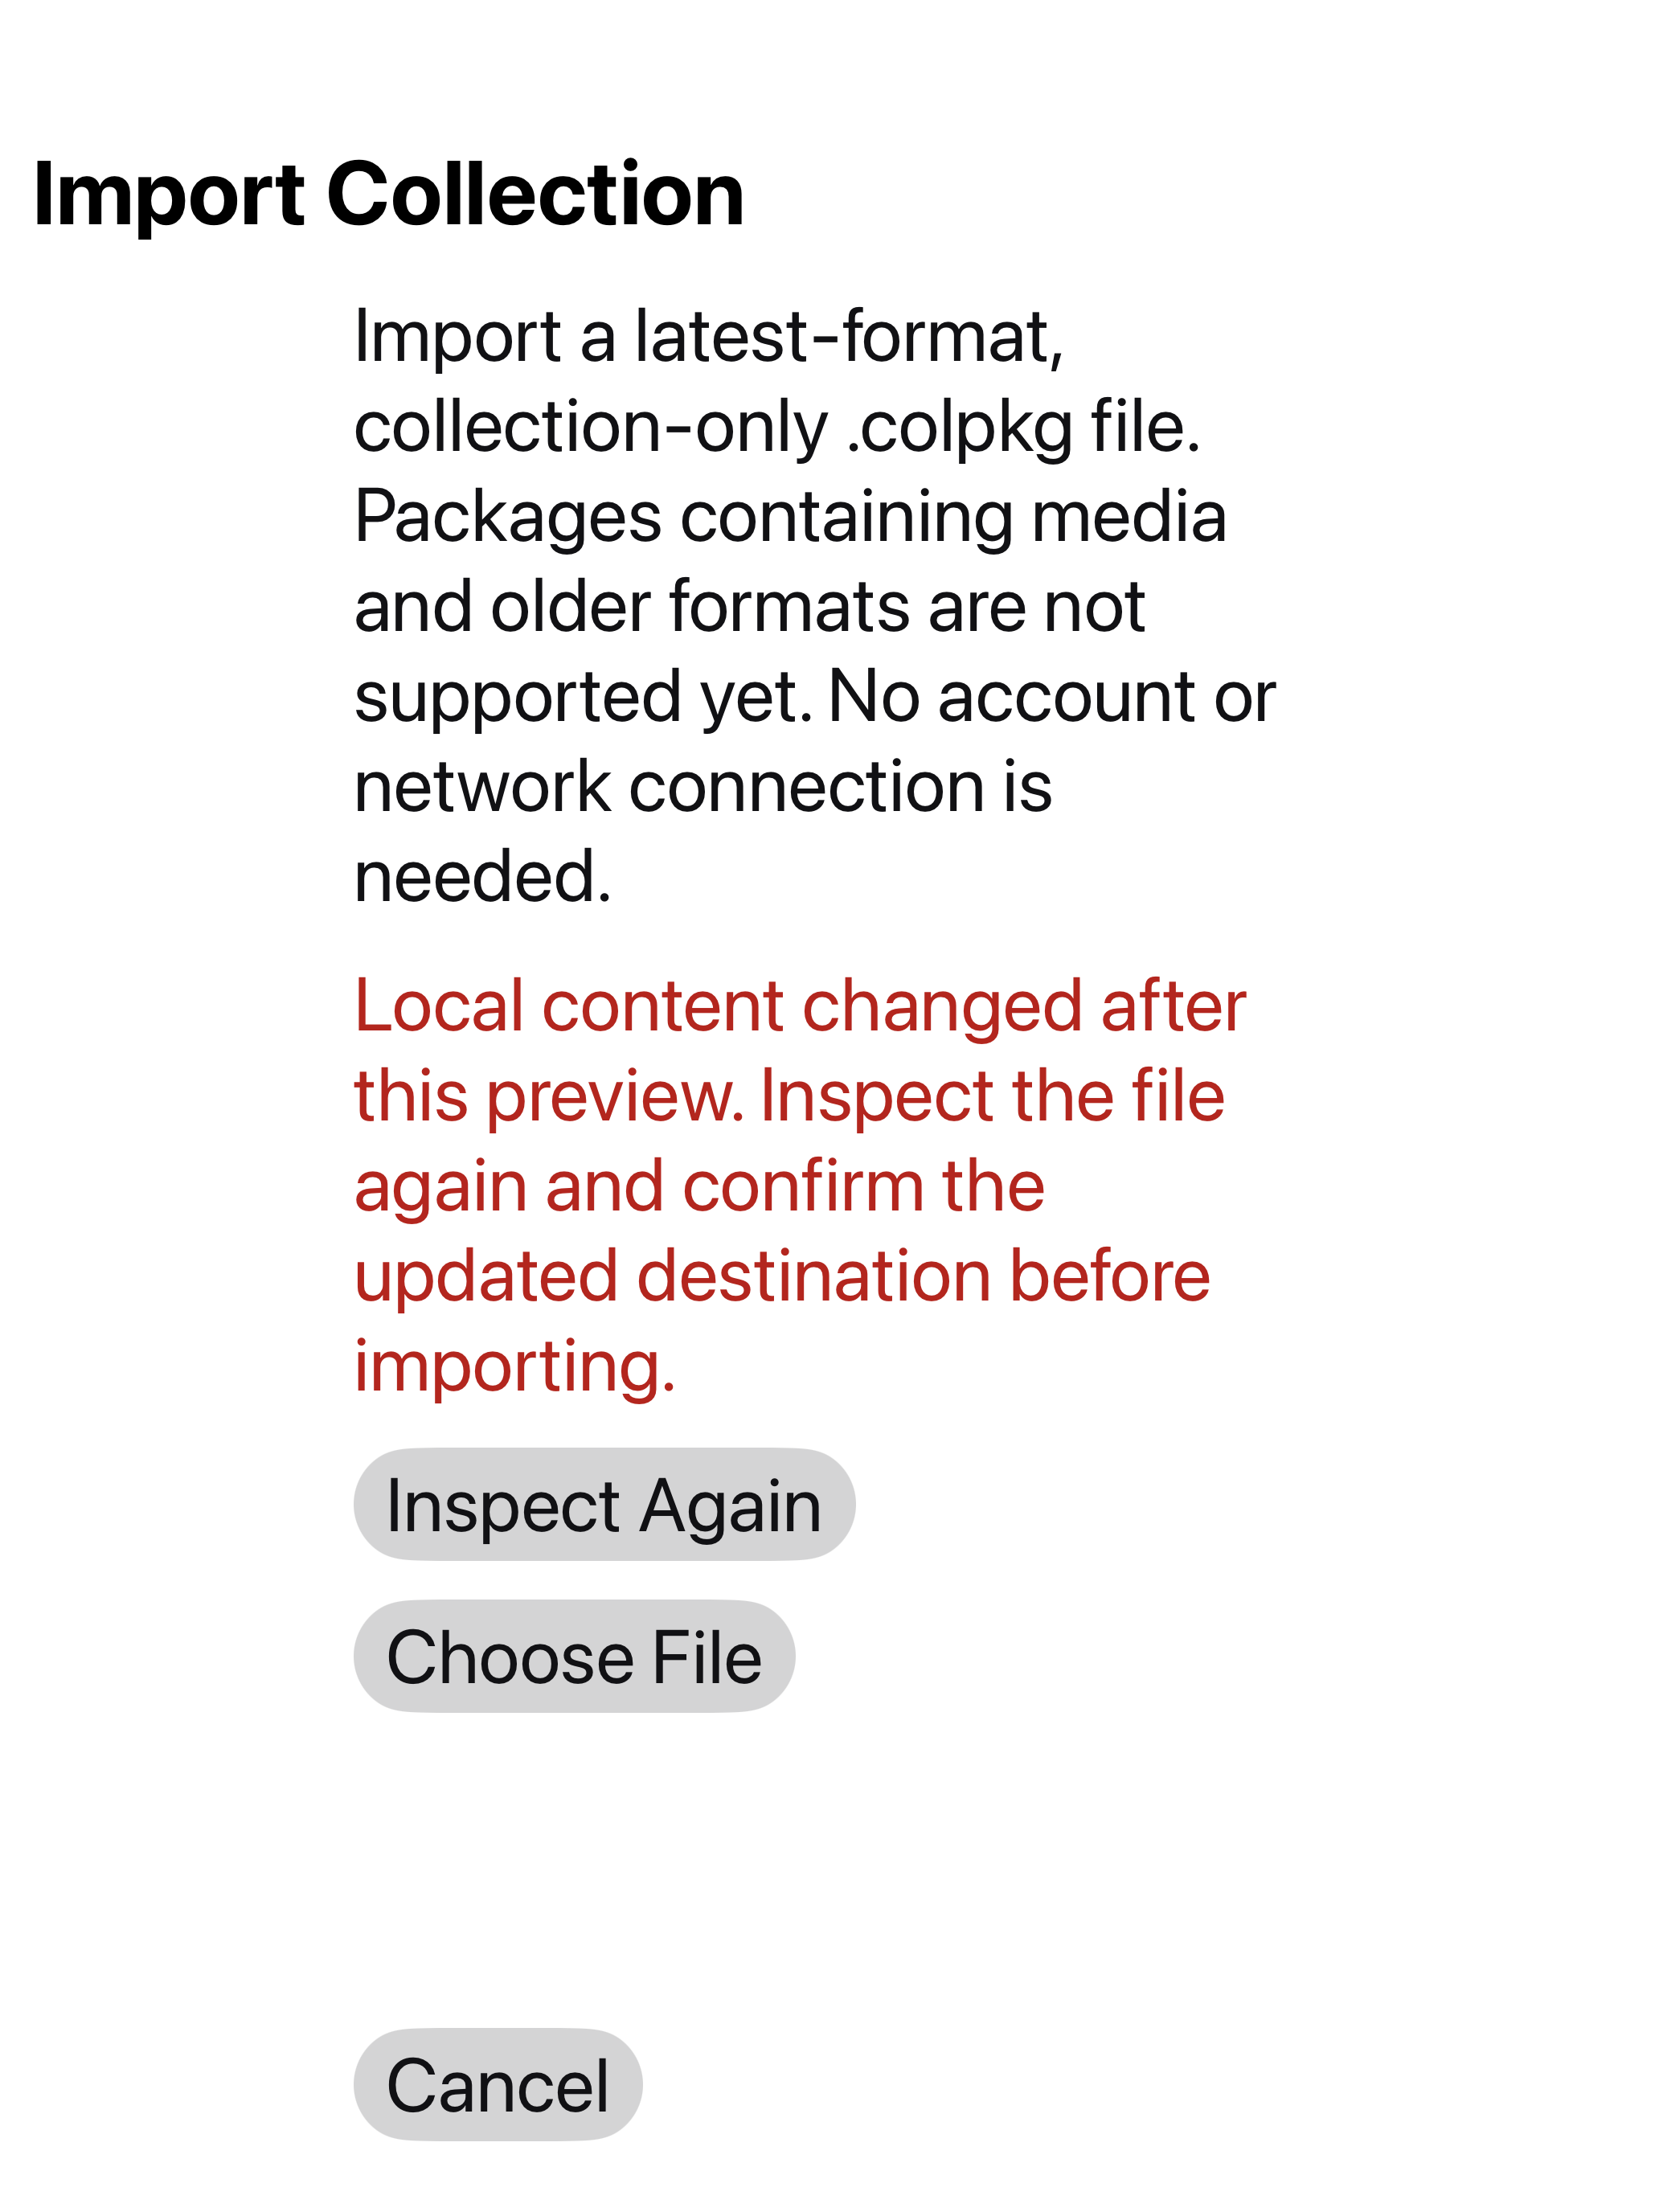 Import Collection
Import a latest-format,
collection-only .colpkg file.
Packages containing media
and older formats are not
supported yet. No account or
network connection is
needed.
Local content changed after
this preview. Inspect the file
again and confirm the
updated destination before
importing.
Inspect Again
Choose File
Cancel